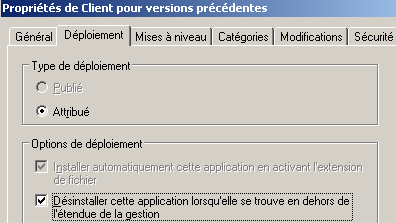 Propriétés de Client pour versions précédentes
Général Déploiement Mises à niveau Catégories Modifications Sécurité
Type de déploiement
Publié
Attribué
Options de déploiement
Installer automatiquement cette application en activant l'extension
de fichier
Désinstaller cette application lorsqu'elle se trouve en dehors de
l'étendue de la gestion